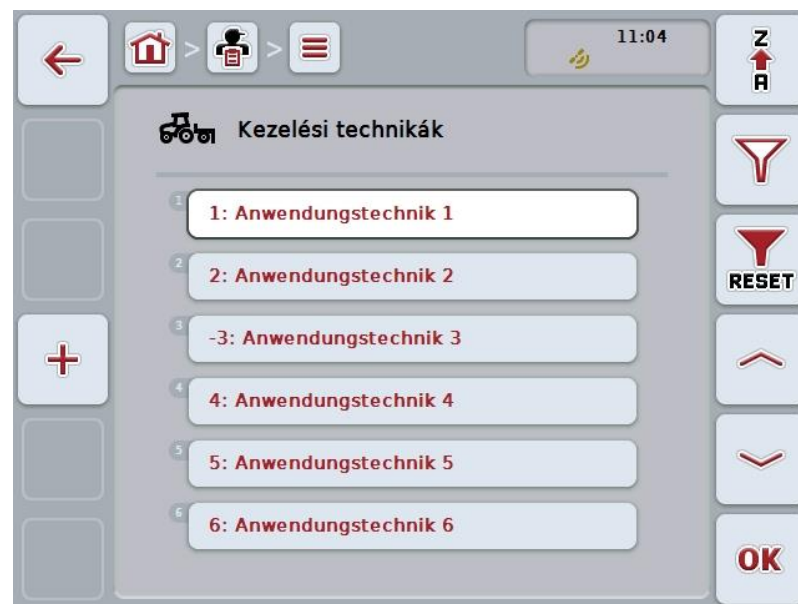 11:04
Z
A
Kezelési technikák
1
1: Anwendungstechnik 1
2
2: Anwendungstechnik 2
RESET
3
-3: Anwendungstechnik 3
4
4: Anwendungstechnik 4
5
5: Anwendungstechnik 5
6
6: Anwendungstechnik 6
OK